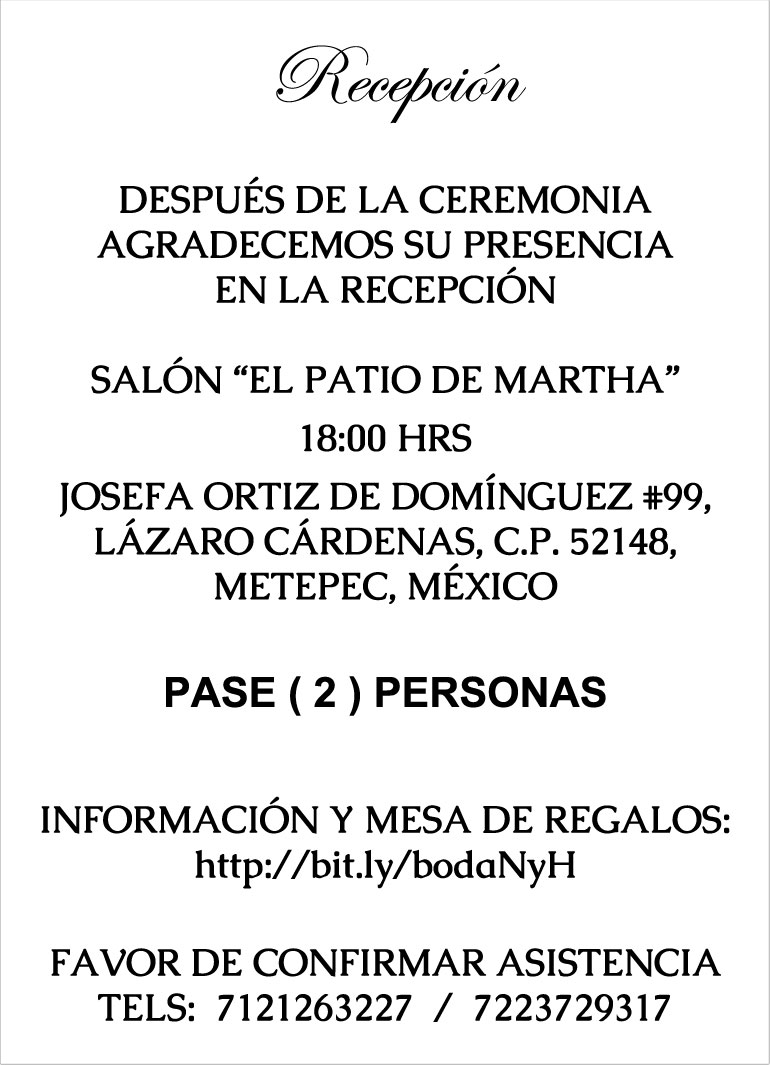 Recepción
DESPUÉS DE LA CEREMONIA
AGRADECEMOS SU PRESENCIA
EN LA RECEPCIÓN
SALÓN “EL PATIO DE MARTHA”
18:00 HRS
JOSEFA ORTIZ DE DOMÍNGUEZ #99,
LÁZARO CÁRDENAS, C.P. 52148,
METEPEC, MÉXICO
PASE ( 2 ) PERSONAS
INFORMACIÓN Y MESA DE REGALOS:
http://bit.ly/bodaNyH
FAVOR DE CONFIRMAR ASISTENCIA
TELS:  7121263227  /  7223729317